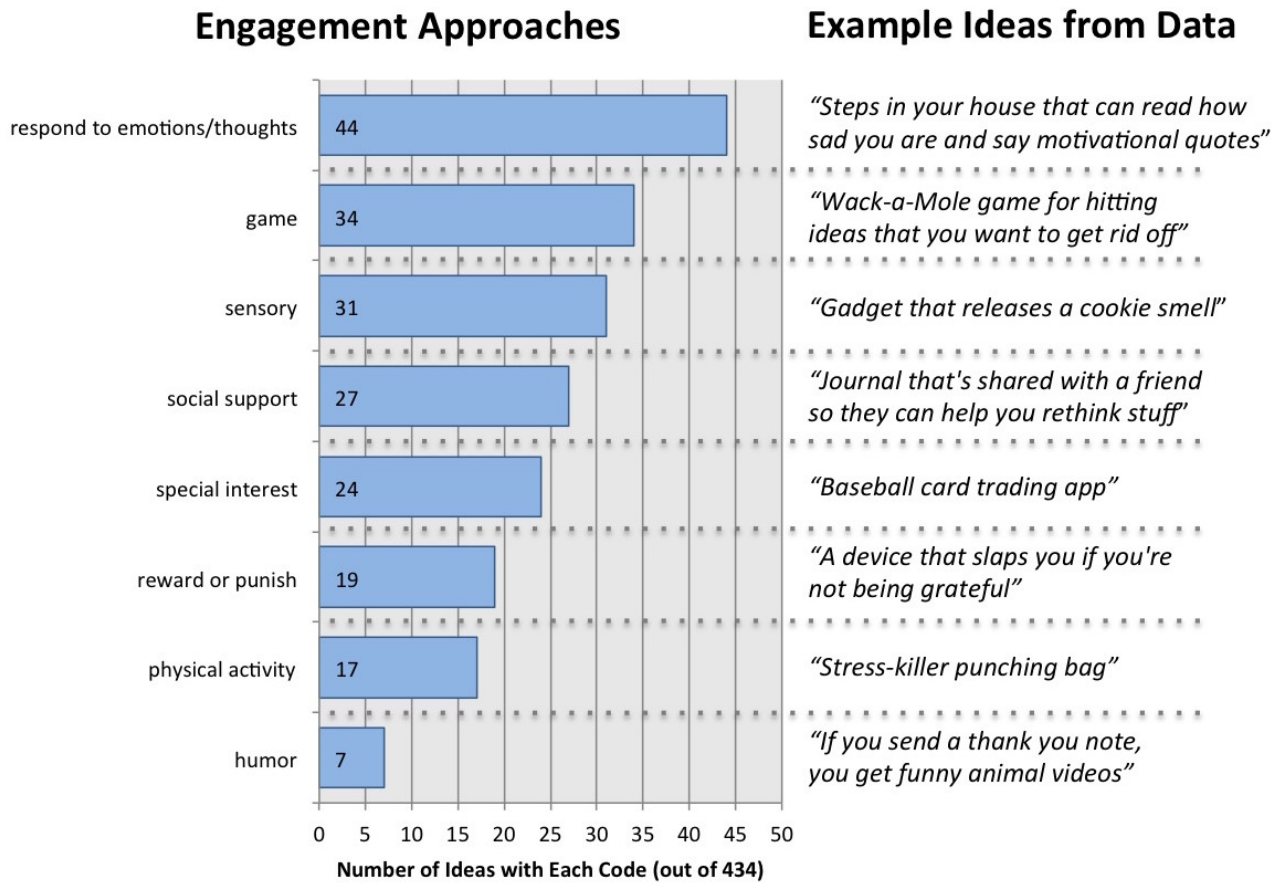 Engagement Approaches
Example Ideas from Data
respond to emotions/thoughts
44
“Steps in your house that can read how
sad you are and say motivational quotes”
game
34
“Wack-a-Mole game for hitting
ideas that you want to get rid off”
sensory
31
“Gadget that releases a cookie smell”
social support
27
“Journal that's shared with a friend
so they can help you rethink stuff”
special interest
24
“Baseball card trading app”
reward or punish
19
“A device that slaps you if you're
not being grateful”
physical activity
17
“Stress-killer punching bag”
humor
7
“If you send a thank you note,
you get funny animal videos”
0 5 10 15 20 25 30 35 40 45 50
Number of Ideas with Each Code (out of 434)